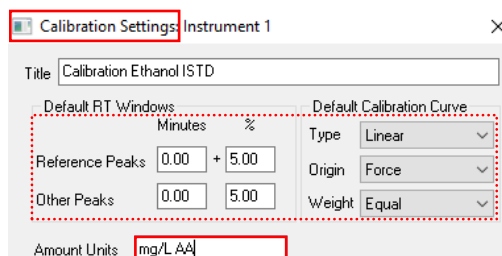 Calibration Settings: Instrument 1
Title Calibration Ethanol ISTD
Default RT Windows
Minutes %
Reference Peaks 0.00 + 5.00
Other Peaks 0.00 5.00
Default Calibration Curve
Type Linear
Origin Force
Weight Equal
Amount Units mg/L AA